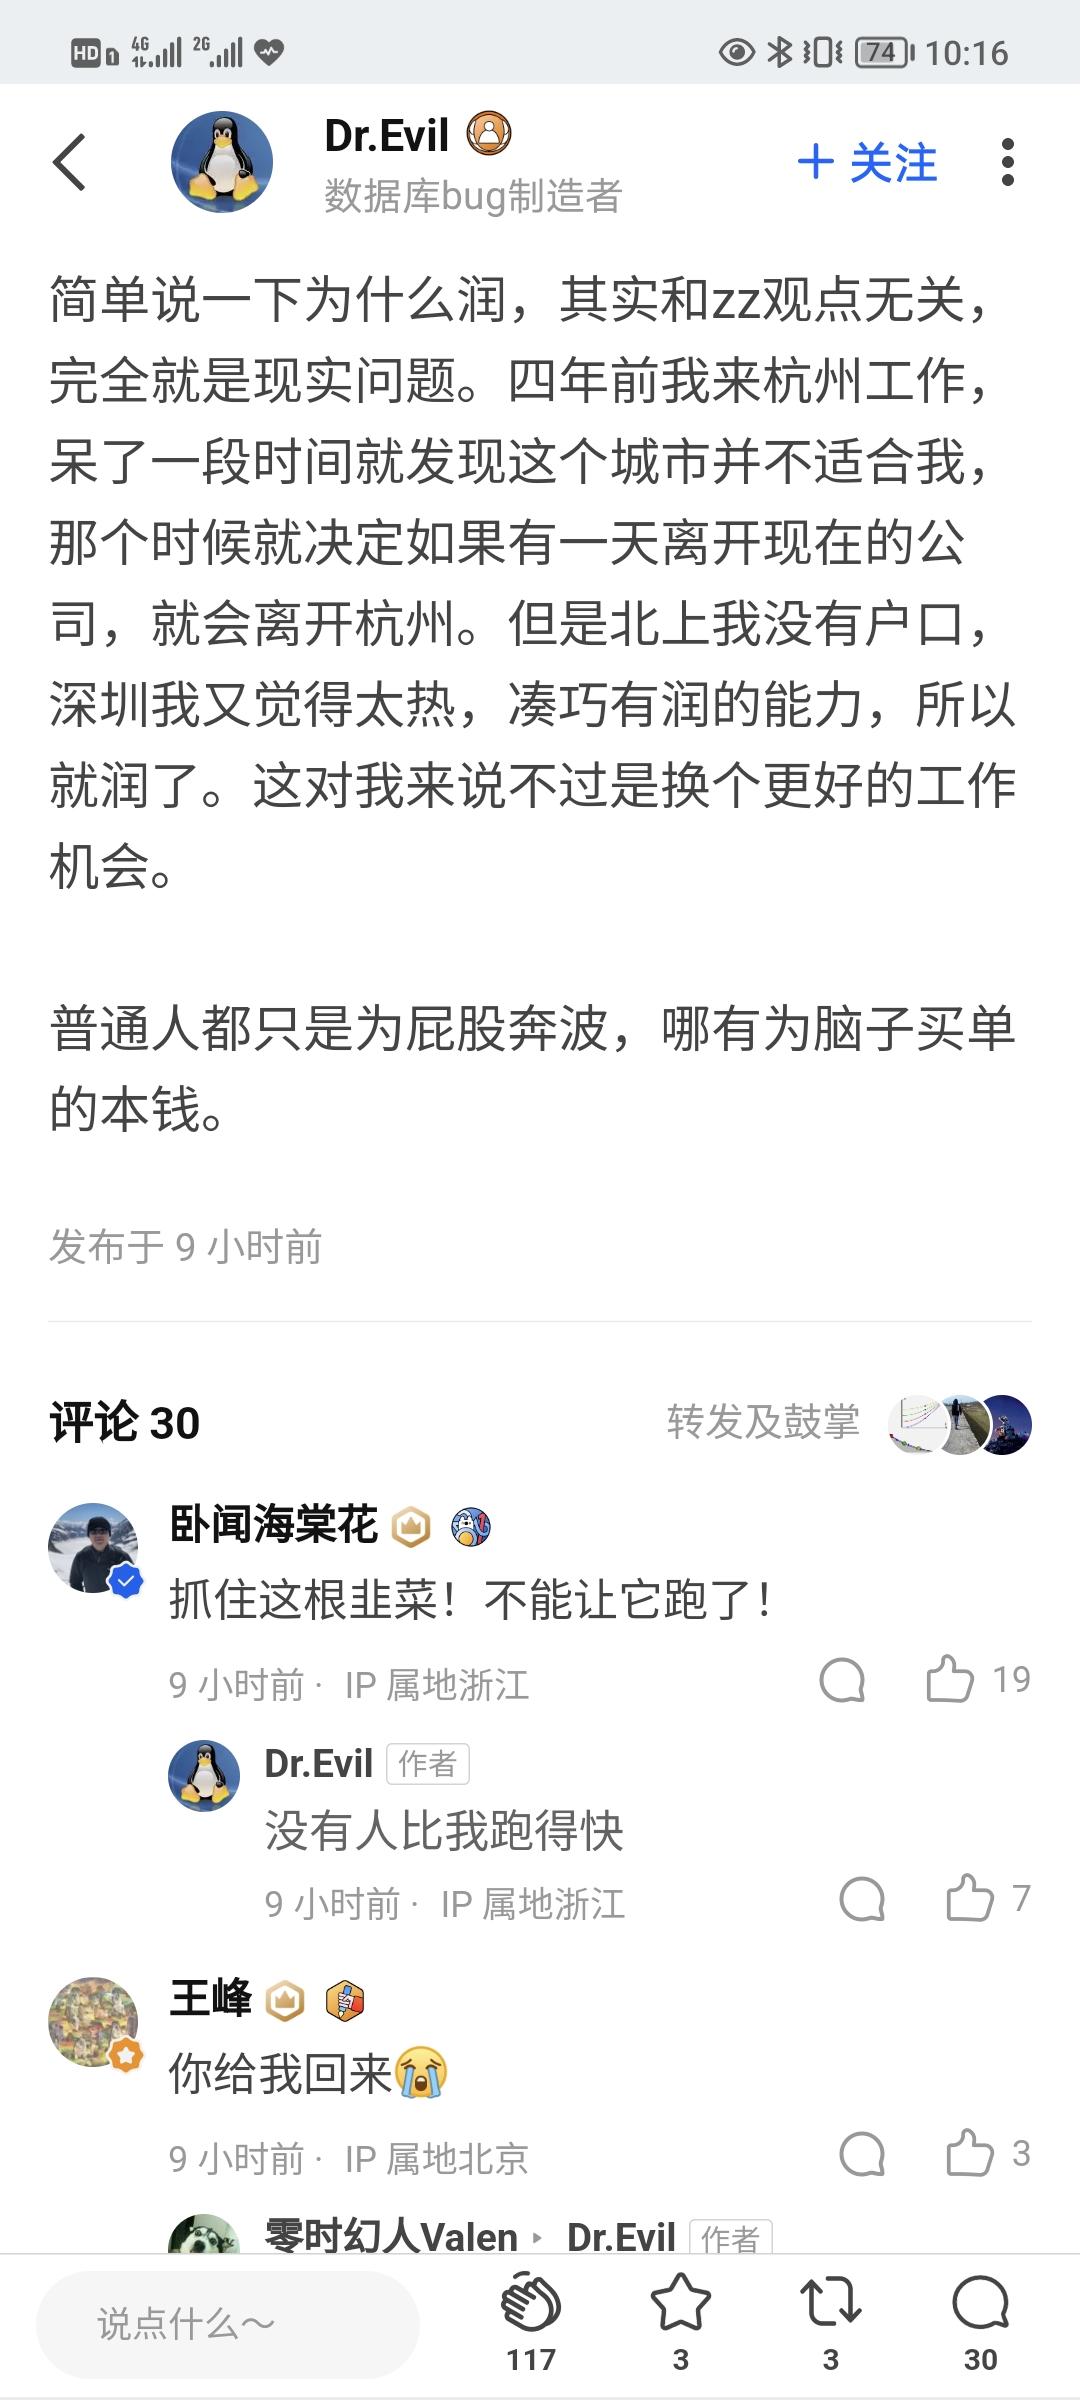 HD 1 4G 2G 74 10:16
Dr.Evil
数据库bug制造者
+ 关注
简单说一下为什么润，其实和zz观点无关，
完全就是现实问题。四年前我来杭州工作，
呆了一段时间就发现这个城市并不适合我，
那个时候就决定如果有一天离开现在的公
司，就会离开杭州。但是北上我没有户口，
深圳我又觉得太热，凑巧有润的能力，所以
就润了。这对我来说不过是换个更好的工作
机会。
普通人都只是为屁股奔波，哪有为脑子买单
的本钱。
发布于 9 小时前
评论 30
转发及鼓掌
卧闻海棠花
抓住这根韭菜！不能让它跑了！
9 小时前 · IP 属地浙江
19
Dr.Evil 作者
没有人比我跑得快
9 小时前 · IP 属地浙江
7
王峰
你给我回来😭
9 小时前 · IP 属地北京
3
零时幻人Valen ▸ Dr.Evil 作者
说点什么～
117
3
3
30